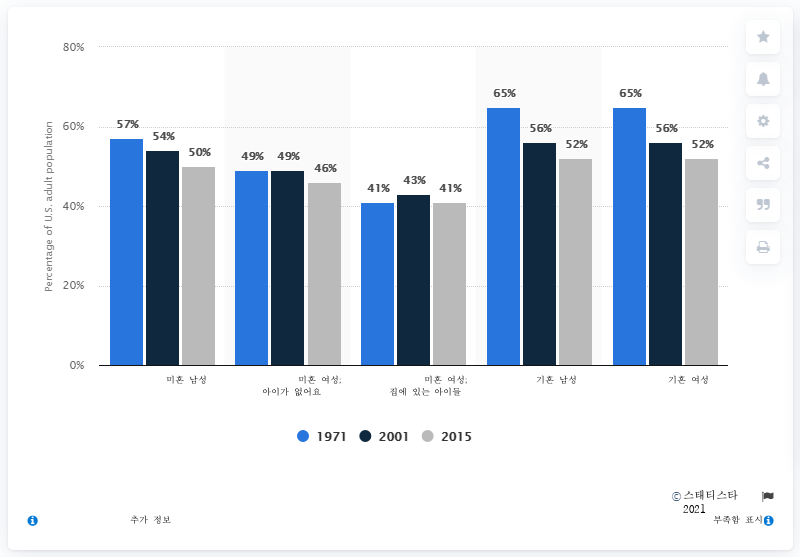 80%
60%
40%
20%
0%
Percentage of U.S. adult population
57%
54%
50%
49%
49%
46%
41%
43%
41%
65%
56%
52%
65%
56%
52%
미혼 남성
미혼 여성;
아이가 없어요
미혼 여성;
집에 있는 아이들
기혼 남성
기혼 여성
1971
2001
2015
© 스태티스타
2021
추가 정보
부족함 표시